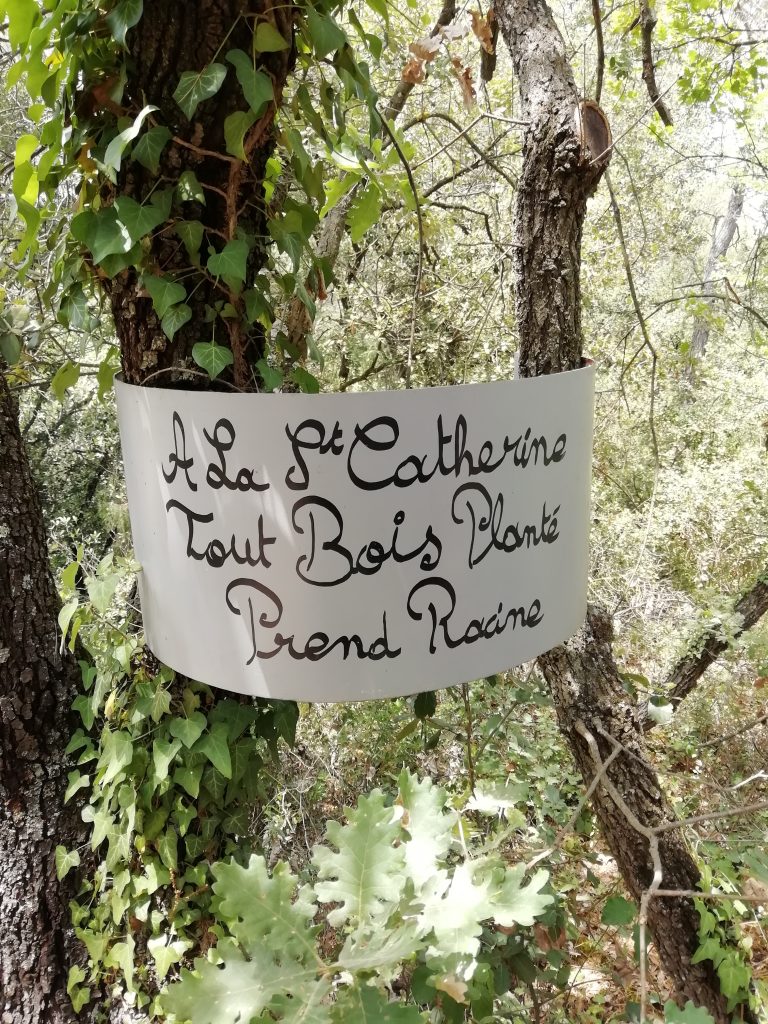 A La St Catherine
Tout Bois Planté
Prend Racine